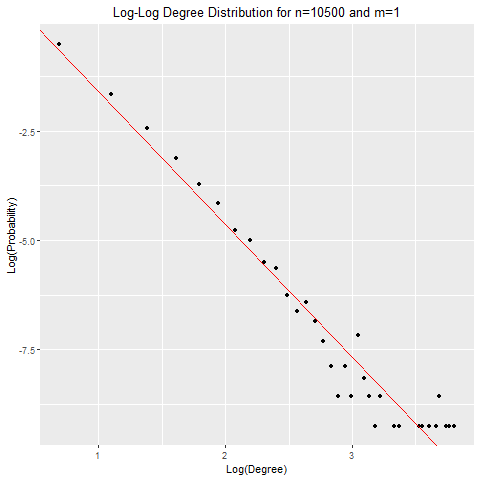 Log-Log Degree Distribution for n=10500 and m=1
-2.5
-5.0
-7.5
Log(Probability)
1
2
3
Log(Degree)